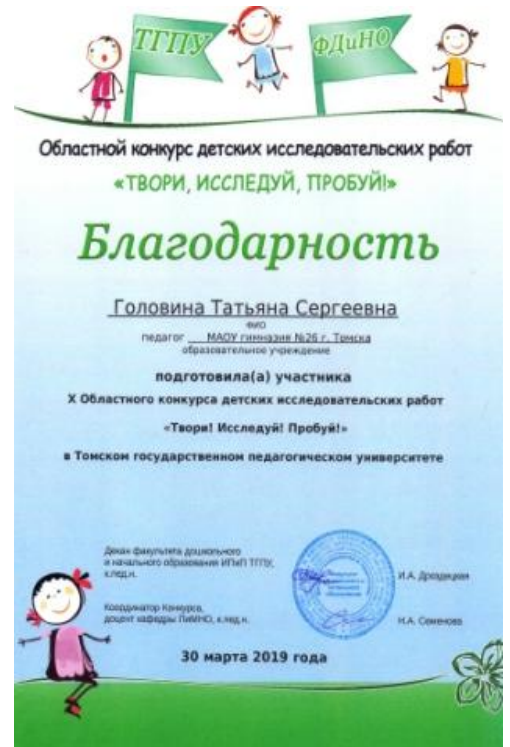 ТГПУ
ФДиНО
Областной конкурс детских исследовательских работ
«ТВОРИ, ИССЛЕДУЙ, ПРОБУЙ!»
Благодарность
Головина Татьяна Сергеевна
ФИО
педагог МАОУ гимназия №26 г. Томска
образовательное учреждение
подготовила(а) участника
X Областного конкурса детских исследовательских работ
«Твори! Исследуй! Пробуй!»
в Томском государственном педагогическом университете
Декан факультета дошкольного
и начального образования ИПиП ТГПУ,
к.пед.н.
И.А. Дроздецкая
Координатор Конкурса,
доцент кафедры ПиМНО, к.пед.н.
Н.А. Семенова
30 марта 2019 года